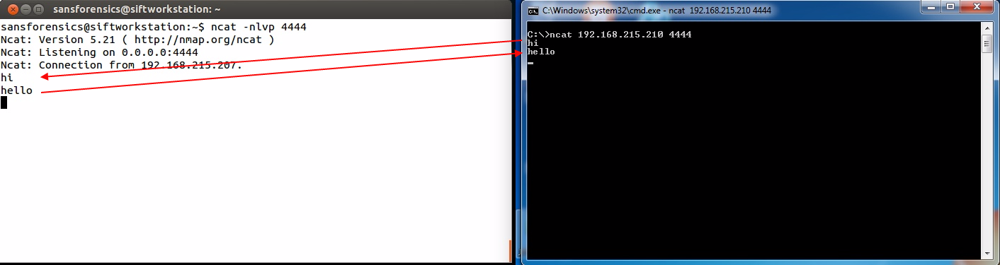 sansforensics@siftworkstation: ~
sansforensics@siftworkstation:~$ ncat -nlvp 4444
Ncat: Version 5.21 ( http://nmap.org/ncat )
Ncat: Listening on 0.0.0.0:4444
Ncat: Connection from 192.168.215.207.
hi
hello
C:\Windows\system32\cmd.exe - ncat 192.168.215.210 4444
C:\>ncat 192.168.215.210 4444
hi
hello